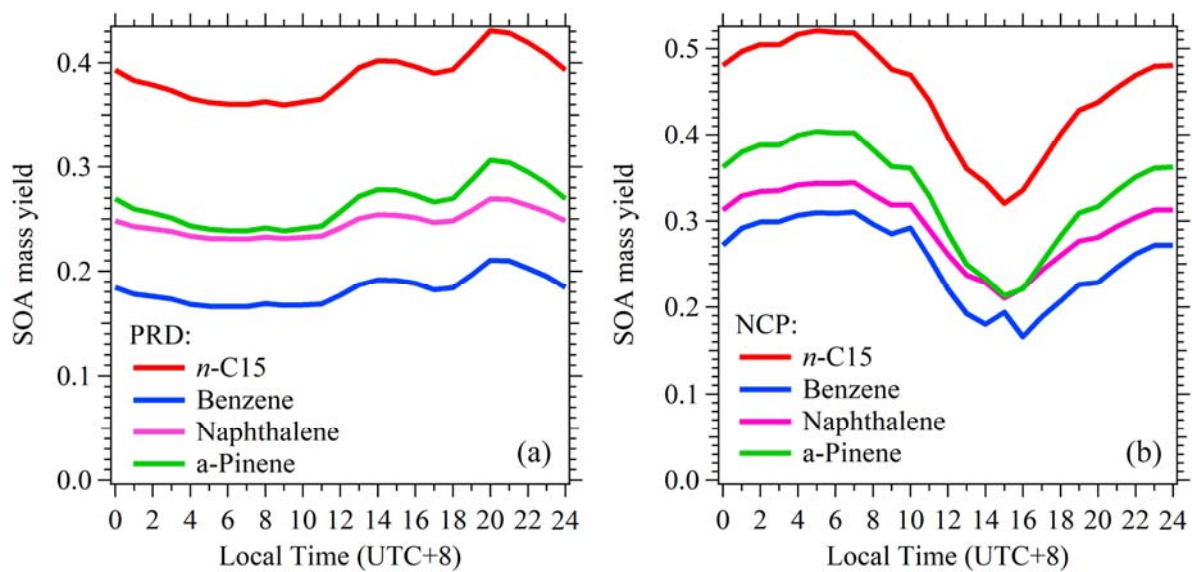 SOA mass yield
0.4
0.3
0.2
0.1
0.0
PRD:
n-C15
Benzene
Naphthalene
a-Pinene
(a)
0 2 4 6 8 10 12 14 16 18 20 22 24
Local Time (UTC+8)
SOA mass yield
0.5
0.4
0.3
0.2
0.1
0.0
NCP:
n-C15
Benzene
Naphthalene
a-Pinene
(b)
0 2 4 6 8 10 12 14 16 18 20 22 24
Local Time (UTC+8)